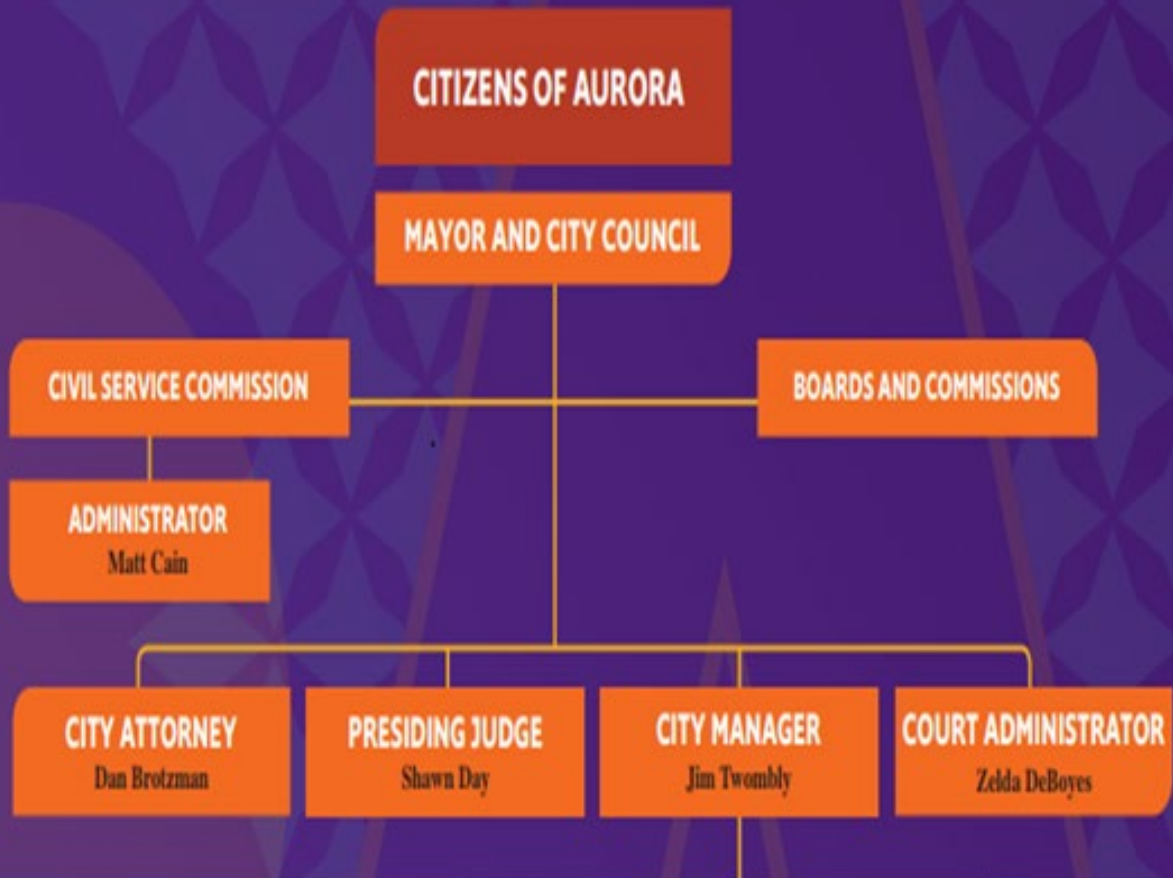 CITIZENS OF AURORA
MAYOR AND CITY COUNCIL
CIVIL SERVICE COMMISSION
BOARDS AND COMMISSIONS
ADMINISTRATOR
Matt Cain
CITY ATTORNEY
Dan Brotzman
PRESIDING JUDGE
Shawn Day
CITY MANAGER
Jim Twombly
COURT ADMINISTRATOR
Zelda DeBoyes